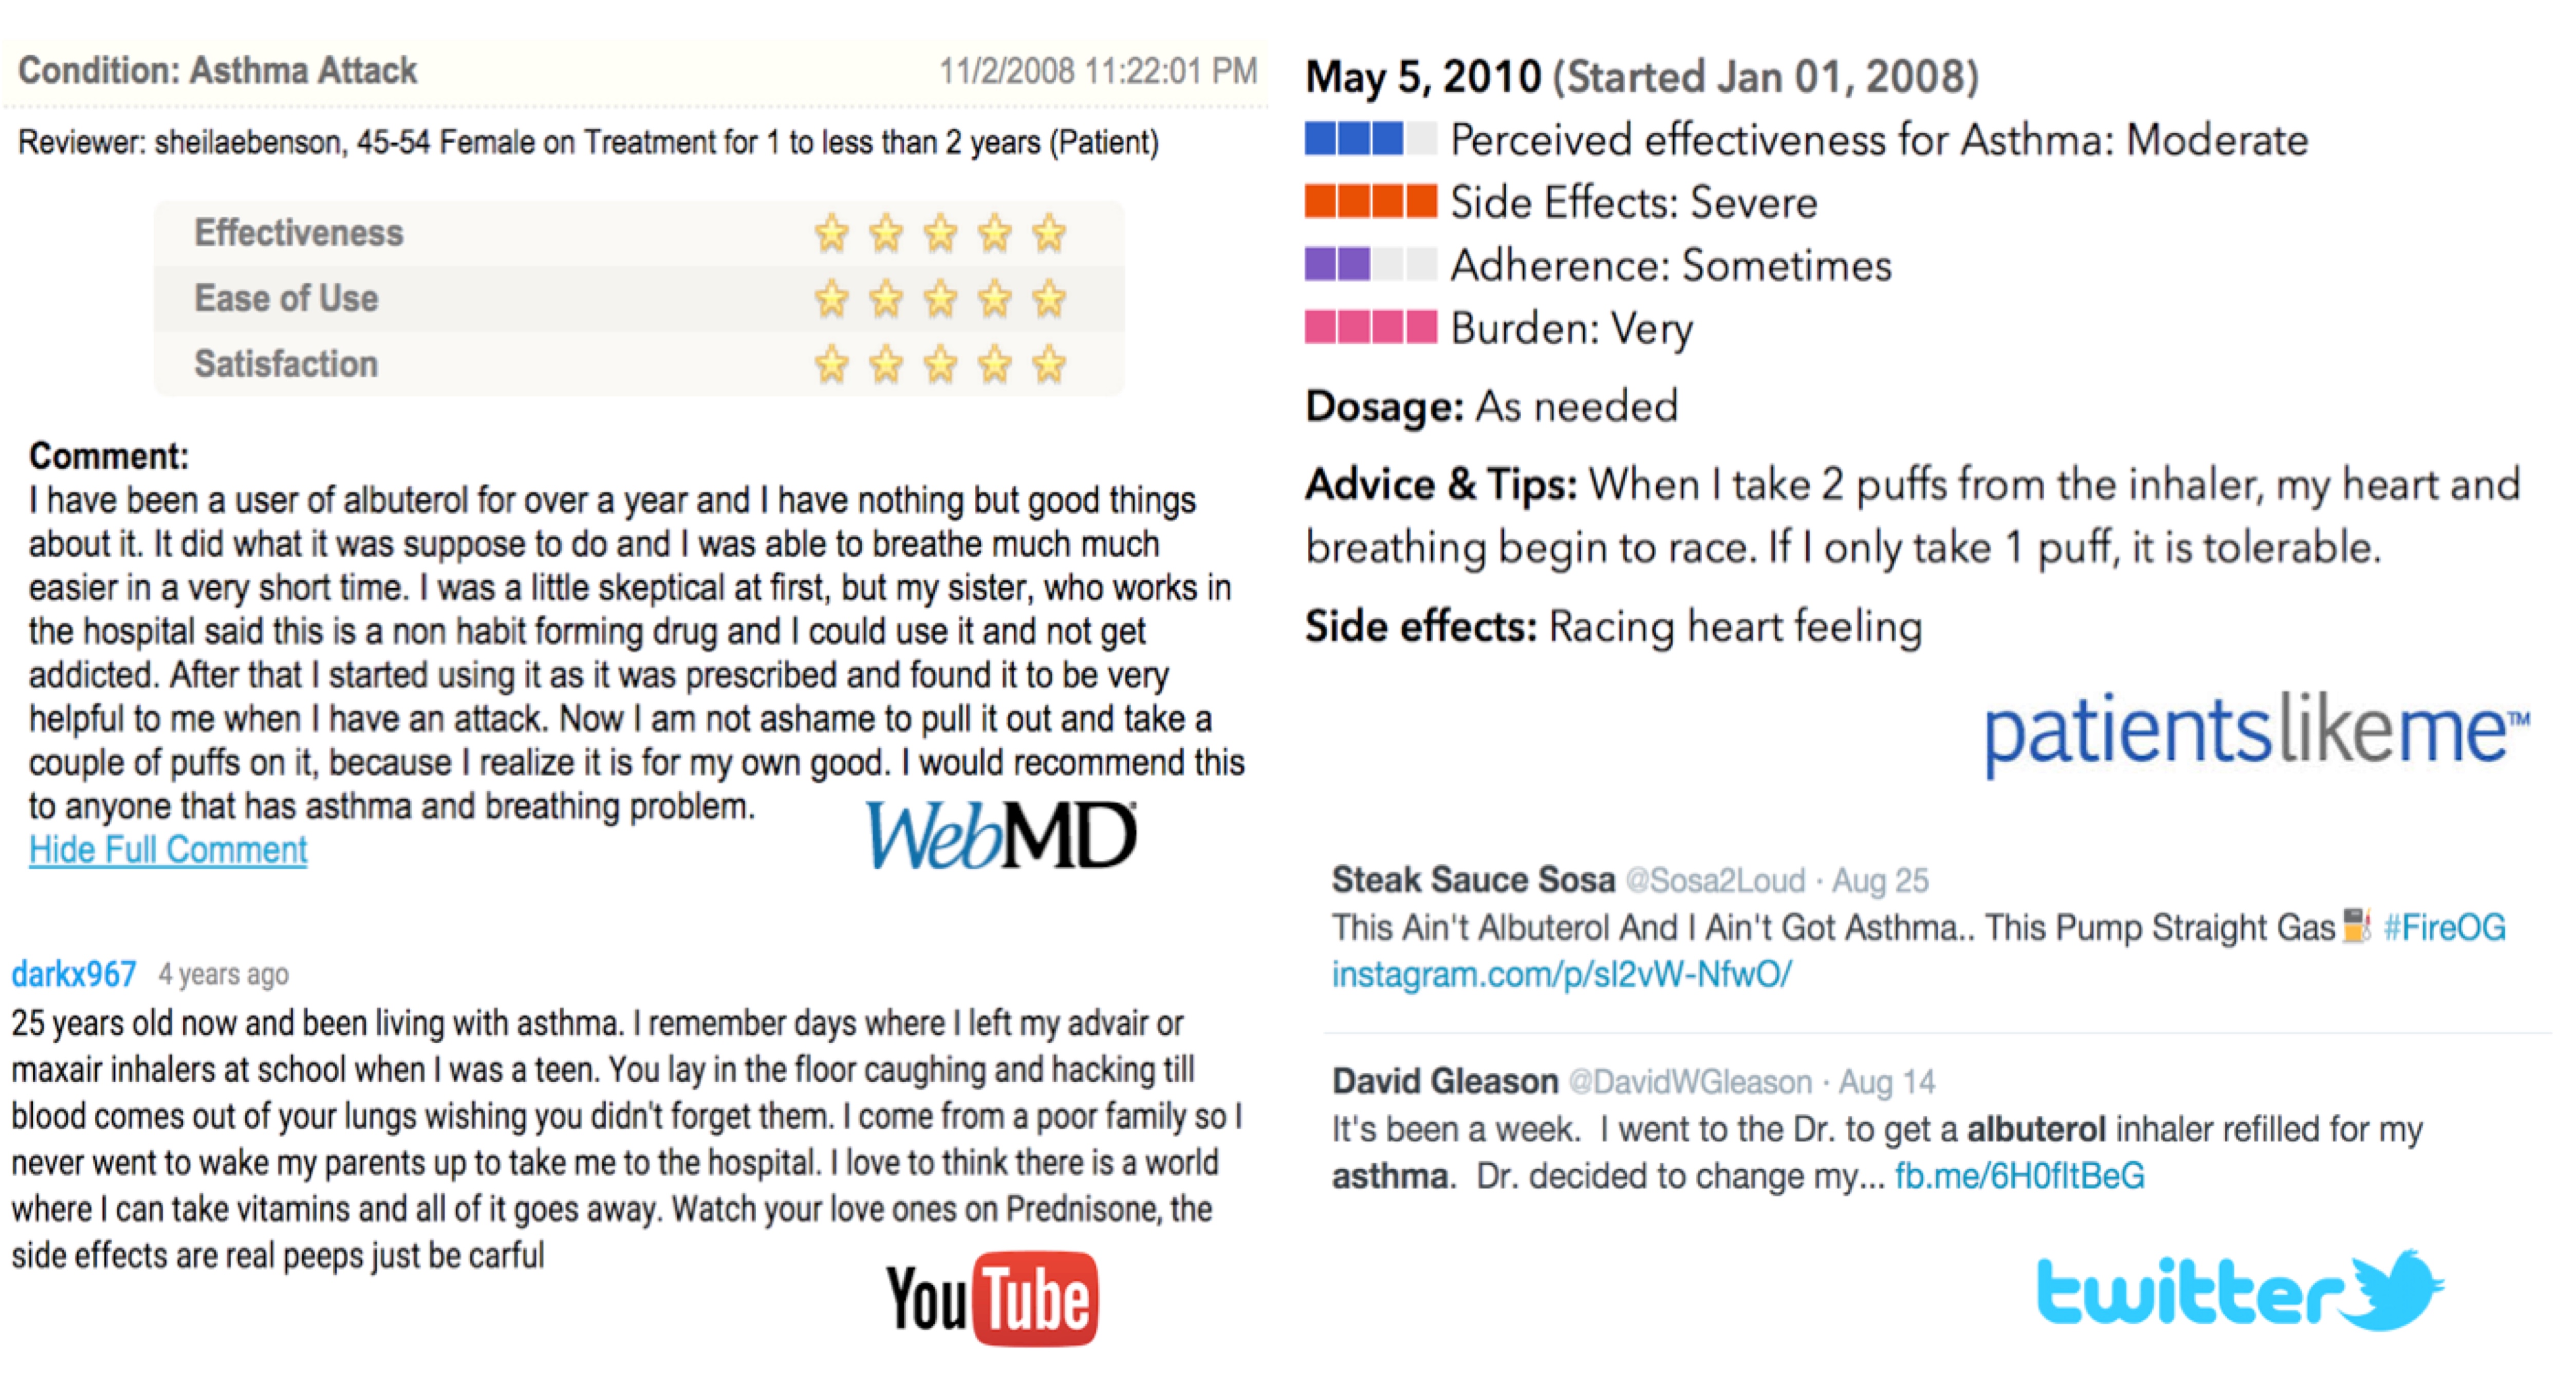 Condition: Asthma Attack 11/2/2008 11:22:01 PM
Reviewer: sheilaebenson, 45-54 Female on Treatment for 1 to less than 2 years (Patient)
Effectiveness
Ease of Use
Satisfaction
Comment:
I have been a user of albuterol for over a year and I have nothing but good things
about it. It did what it was suppose to do and I was able to breathe much much
easier in a very short time. I was a little skeptical at first, but my sister, who works in
the hospital said this is a non habit forming drug and I could use it and not get
addicted. After that I started using it as it was prescribed and found it to be very
helpful to me when I have an attack. Now I am not ashame to pull it out and take a
couple of puffs on it, because I realize it is for my own good. I would recommend this
to anyone that has asthma and breathing problem.
Hide Full Comment
WebMD
darkx967 4 years ago
25 years old now and been living with asthma. I remember days where I left my advair or
maxair inhalers at school when I was a teen. You lay in the floor caughing and hacking till
blood comes out of your lungs wishing you didn't forget them. I come from a poor family so I
never went to wake my parents up to take me to the hospital. I love to think there is a world
where I can take vitamins and all of it goes away. Watch your love ones on Prednisone, the
side effects are real peeps just be carful
YouTube
May 5, 2010 (Started Jan 01, 2008)
Perceived effectiveness for Asthma: Moderate
Side Effects: Severe
Adherence: Sometimes
Burden: Very
Dosage: As needed
Advice & Tips: When I take 2 puffs from the inhaler, my heart and
breathing begin to race. If I only take 1 puff, it is tolerable.
Side effects: Racing heart feeling
patientslikeme™
Steak Sauce Sosa @Sosa2Loud · Aug 25
This Ain't Albuterol And I Ain't Got Asthma.. This Pump Straight Gas ⛽ #FireOG
instagram.com/p/sl2vW-NfwO/
David Gleason @DavidWGleason · Aug 14
It's been a week. I went to the Dr. to get a albuterol inhaler refilled for my
asthma. Dr. decided to change my... fb.me/6H0fltBeG
twitter